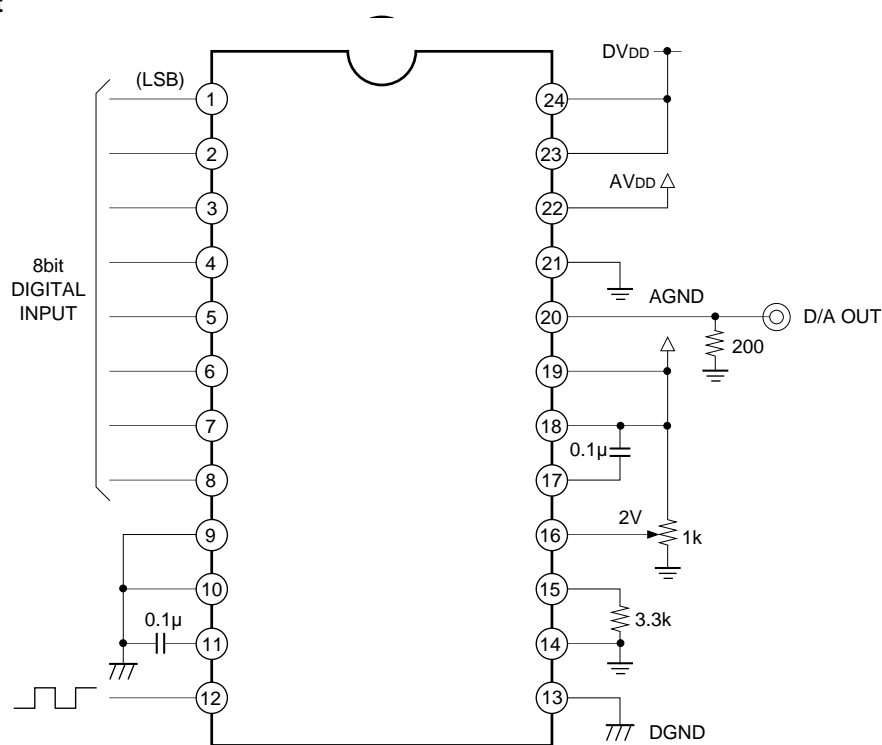 DVDD
(LSB)
1
24
2
23
AVDD
3
22
4
21
8bit
DIGITAL
INPUT
AGND
5
20
D/A OUT
200
6
19
7
18
0.1µ
8
17
2V
9
16
1k
10
15
0.1µ
3.3k
11
14
12
13
DGND